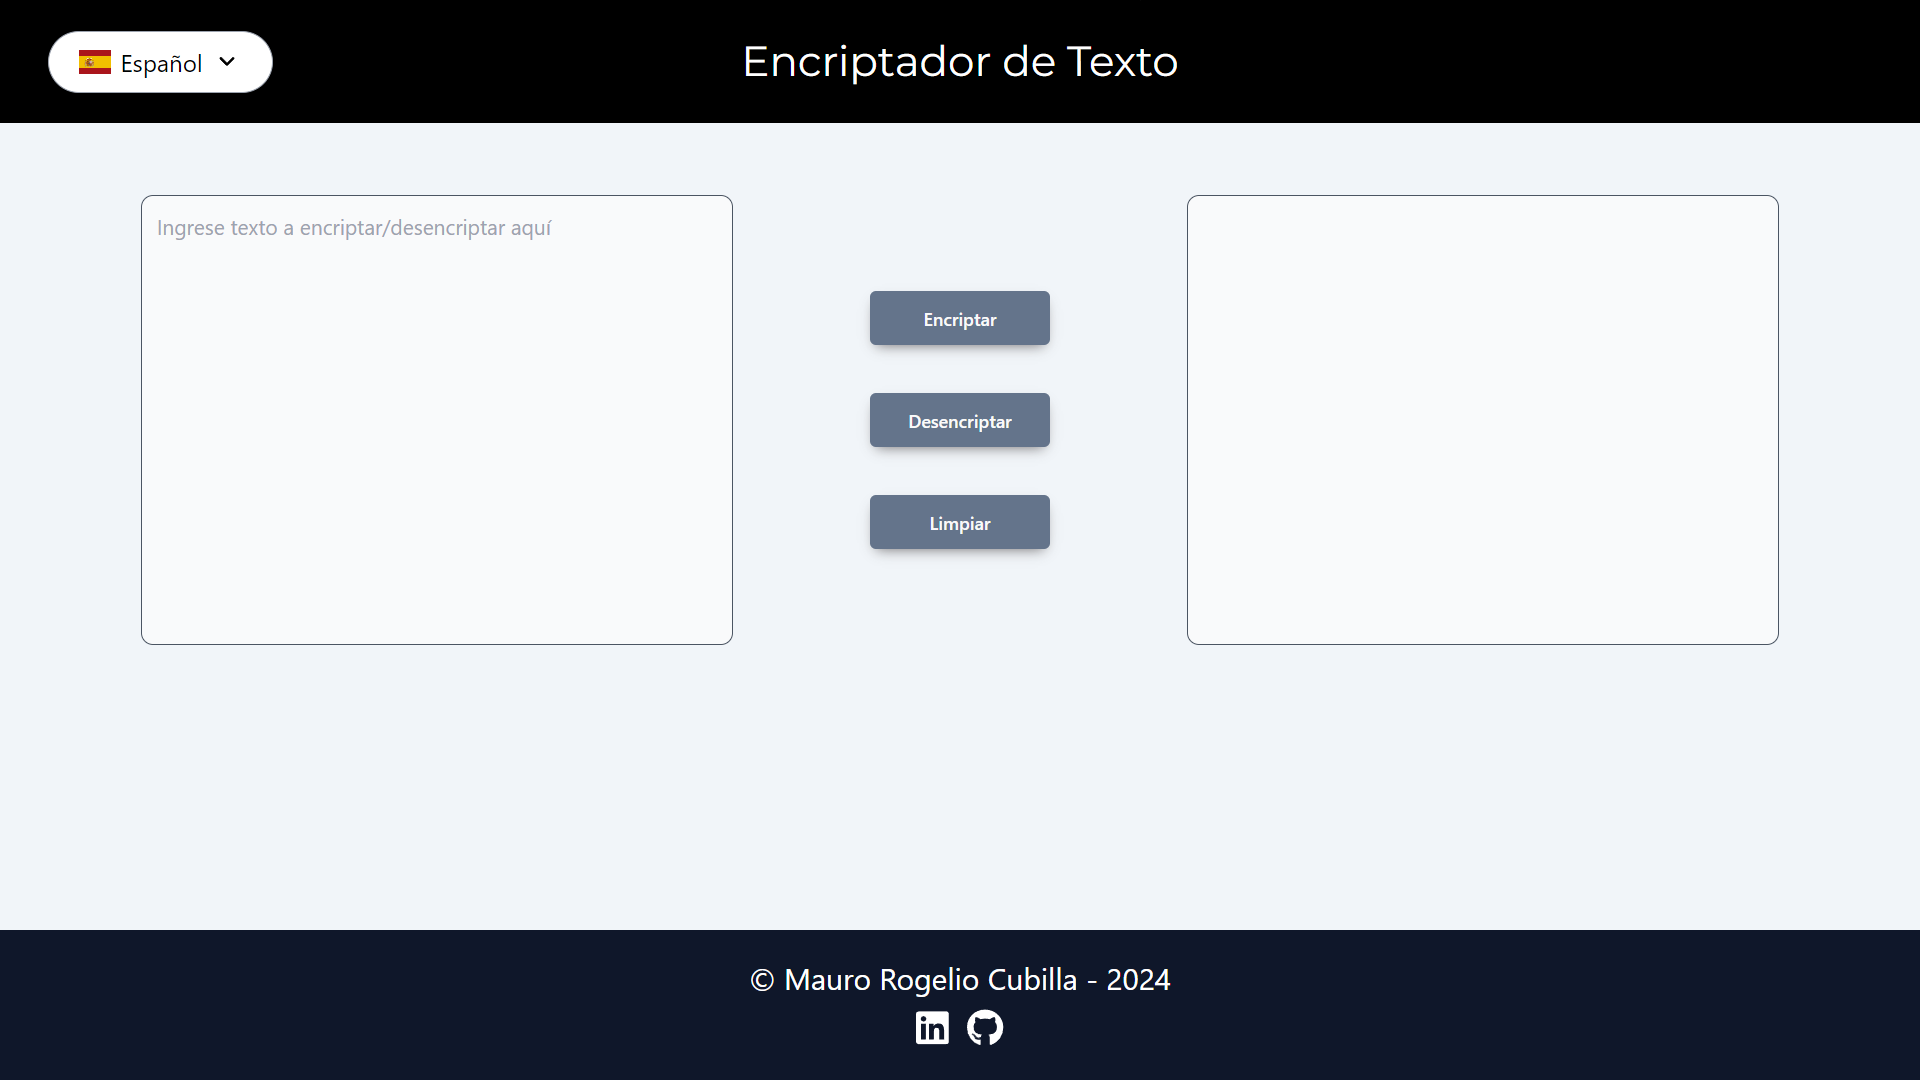 Español
Encriptador de Texto
Ingrese texto a encriptar/desencriptar aquí
Encriptar
Desencriptar
Limpiar
© Mauro Rogelio Cubilla - 2024